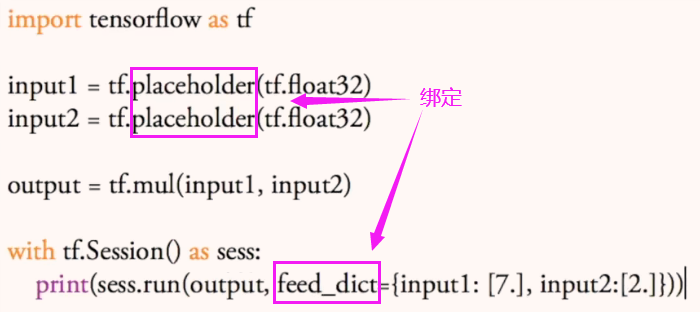 import tensorflow as tf
input1 = tf.placeholder(tf.float32)
绑定
input2 = tf.placeholder(tf.float32)
output = tf.mul(input1, input2)
with tf.Session() as sess:
print(sess.run(output, feed_dict={input1: [7.], input2:[2.]}))